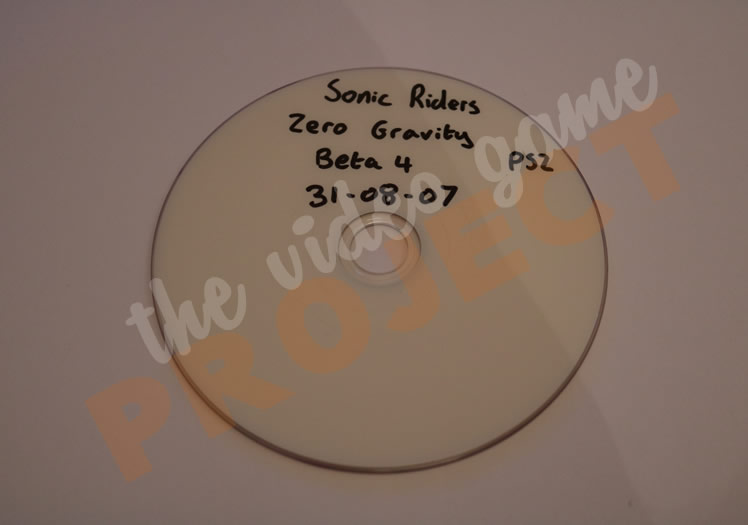 Sonic Riders
Zero Gravity
Beta 4 PS2
31-08-07
the video game
PROJECT